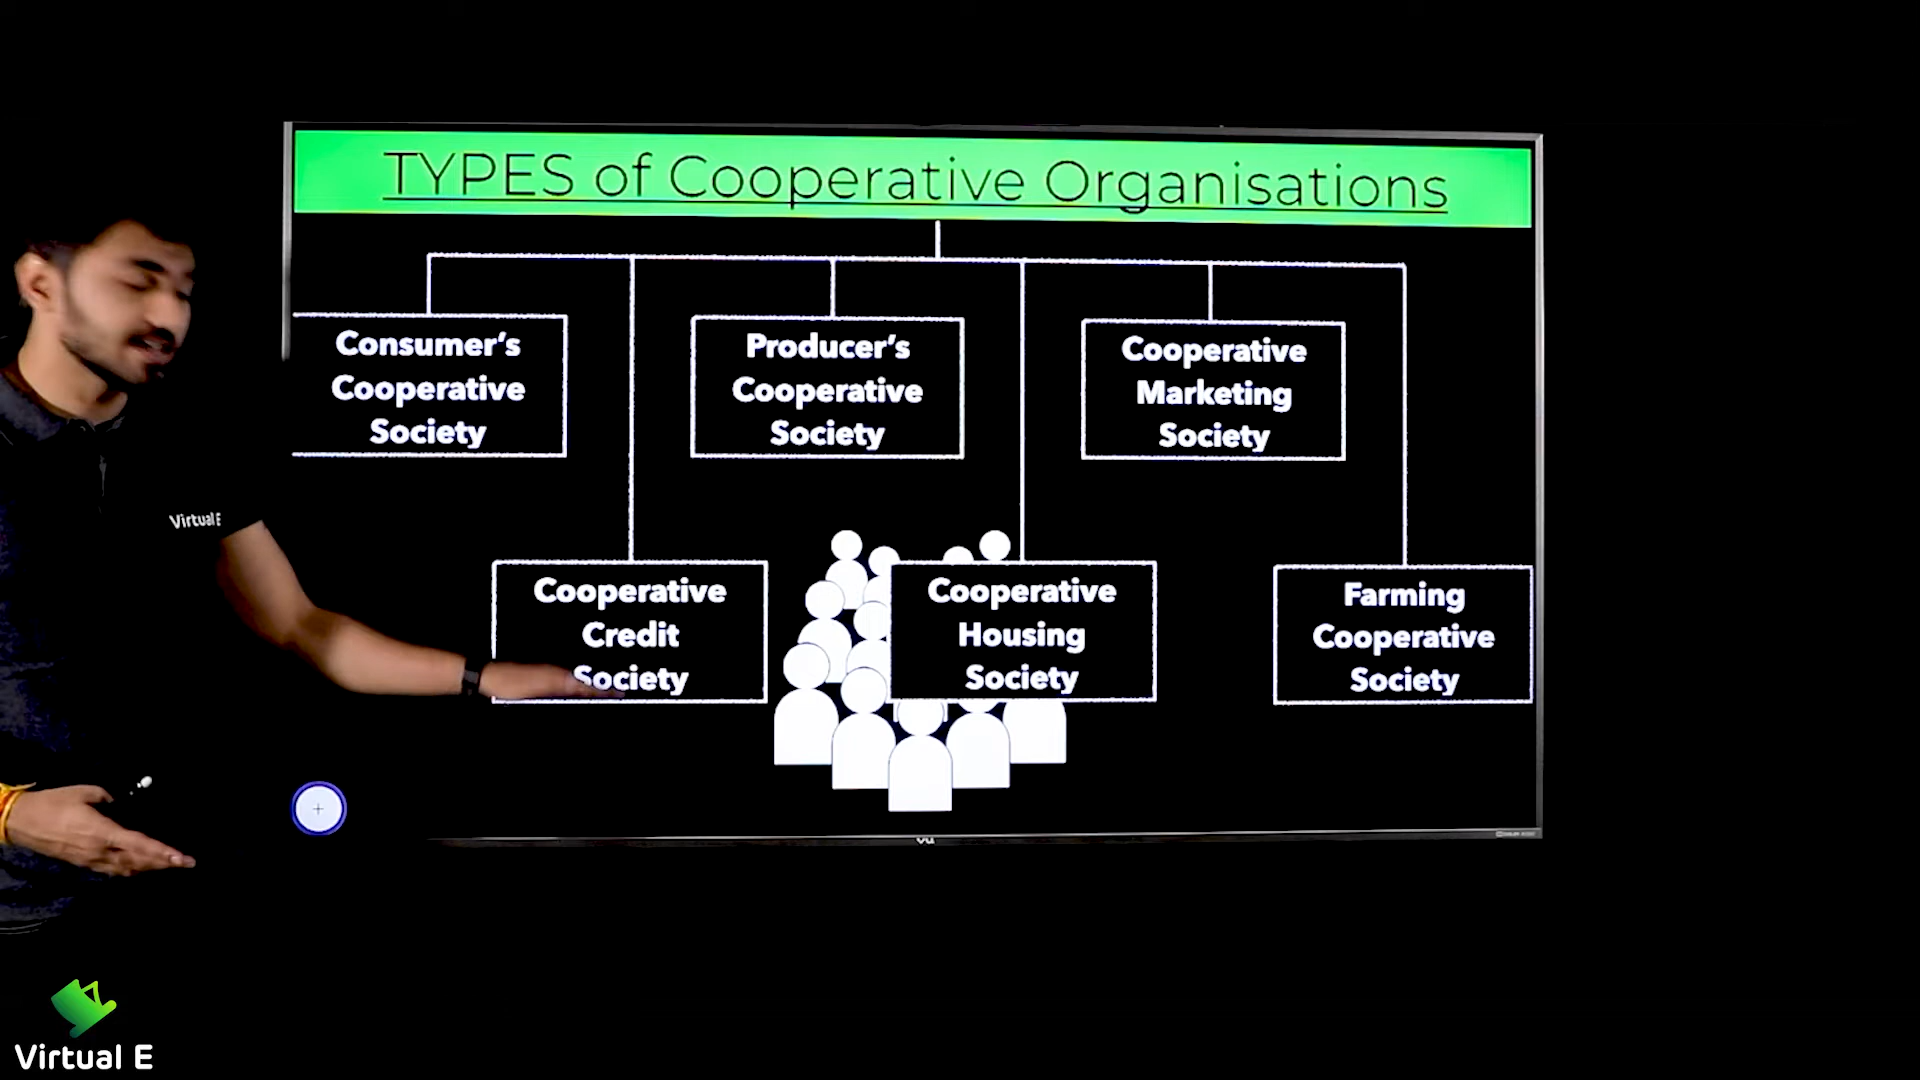 TYPES of Cooperative Organisations
Consumer's
Cooperative
Society
Producer's
Cooperative
Society
Cooperative
Marketing
Society
Cooperative
Credit
Society
Cooperative
Housing
Society
Farming
Cooperative
Society
Virtual E
Vu
Virtual E